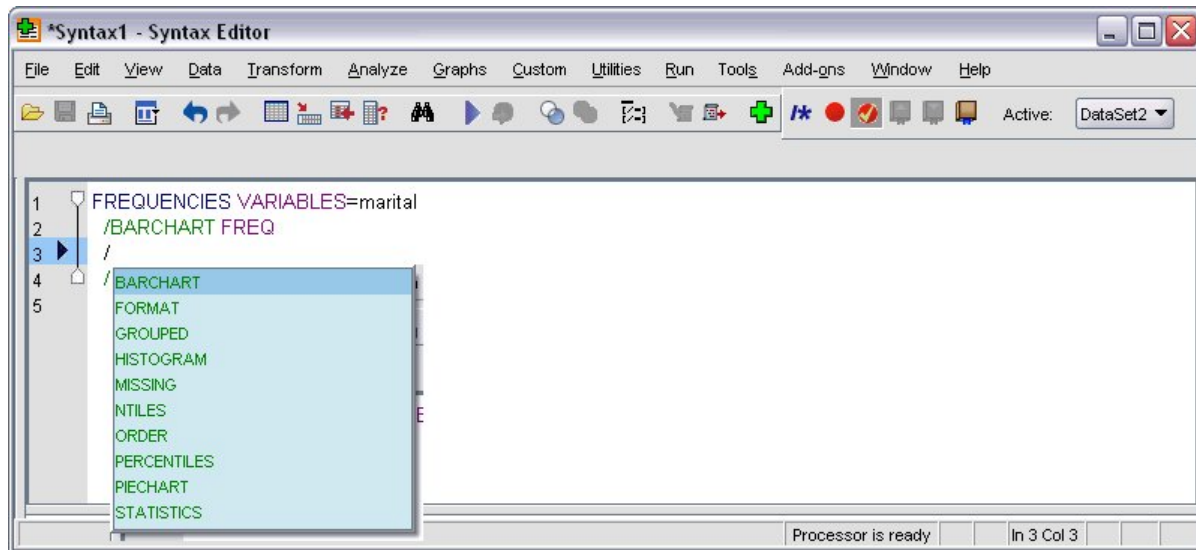 *Syntax1 - Syntax Editor
File Edit View Data Transform Analyze Graphs Custom Utilities Run Tools Add-ons Window Help
Active: DataSet2
1 FREQUENCIES VARIABLES=marital
2 /BARCHART FREQ
3 /
4 /
5
BARCHART
FORMAT
GROUPED
HISTOGRAM
MISSING
NTILES
ORDER
PERCENTILES
PIECHART
STATISTICS
Processor is ready In 3 Col 3